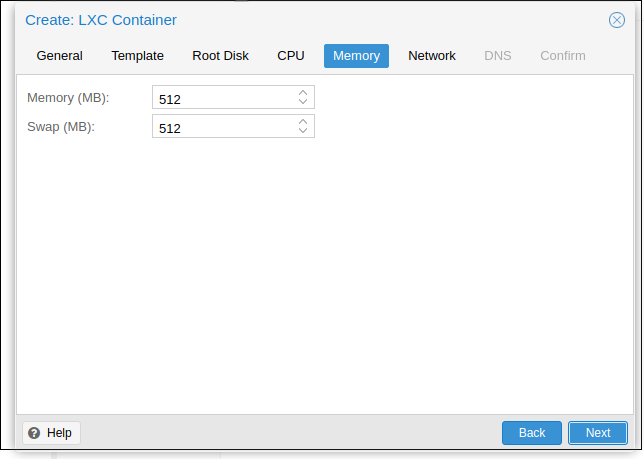 Create: LXC Container
General Template Root Disk CPU Memory Network DNS Confirm
Memory (MB): 512
Swap (MB): 512
Help Back Next